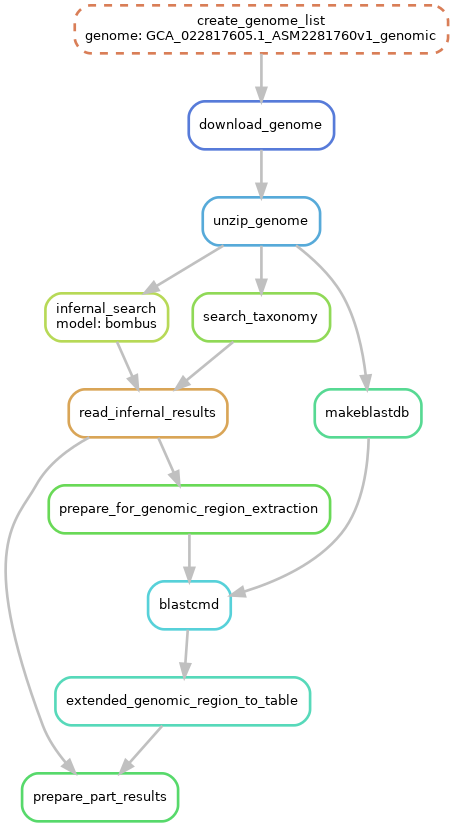 create_genome_list
genome: GCA_022817605.1_ASM2281760v1_genomic
download_genome
unzip_genome
infernal_search
model: bombus
search_taxonomy
read_infernal_results
makeblastdb
prepare_for_genomic_region_extraction
blastcmd
extended_genomic_region_to_table
prepare_part_results